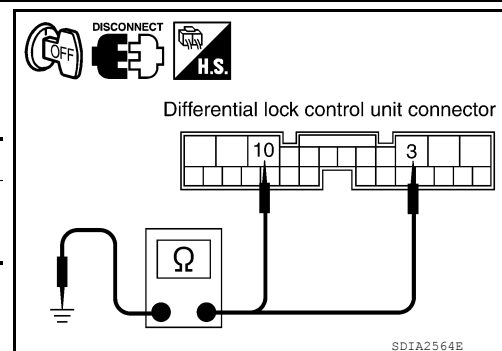 DISCONNECT
OFF
H.S.
Differential lock control unit connector
10 3
Ω
SDIA2564E